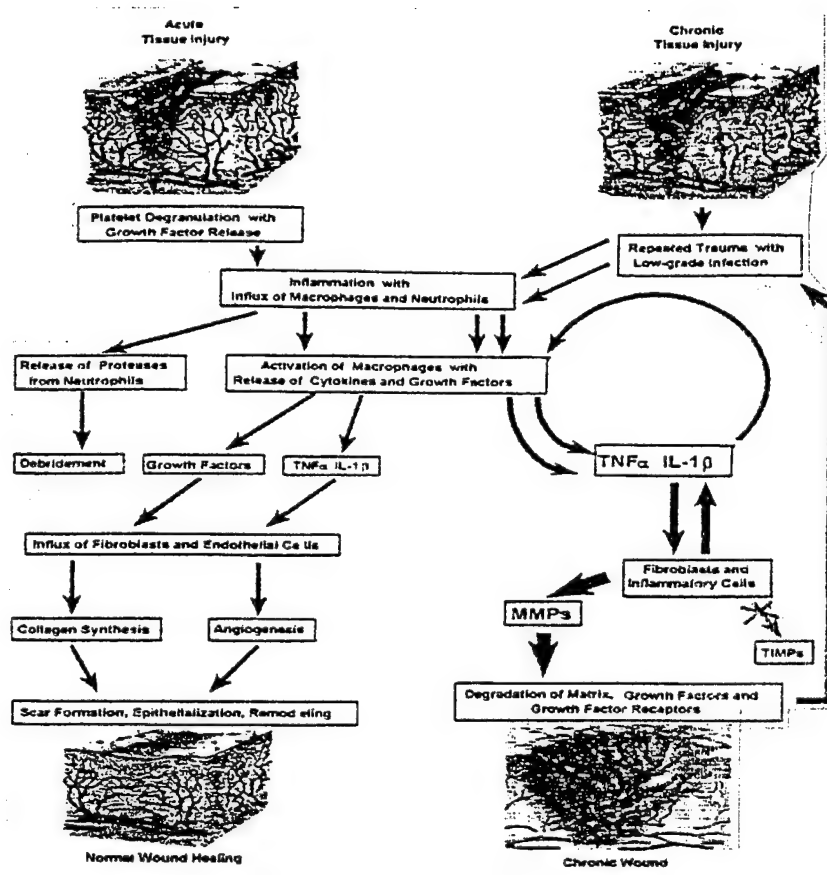 Acute
Tissue Injury
Chronic
Tissue Injury
Platelet Degranulation with
Growth Factor Release
Repeated Trauma with
Low-grade Infection
Inflammation with
Influx of Macrophages and Neutrophils
Release of Proteases
from Neutrophils
Activation of Macrophages with
Release of Cytokines and Growth Factors
Debridement
Growth Factors
TNFα IL-1β
TNFα IL-1β
Influx of Fibroblasts and Endothelial Cells
Fibroblasts and
Inflammatory Cells
MMPs
TIMPs
Collagen Synthesis
Angiogenesis
Degradation of Matrix, Growth Factors and
Growth Factor Receptors
Scar Formation, Epithelialization, Remodeling
Normal Wound Healing
Chronic Wound